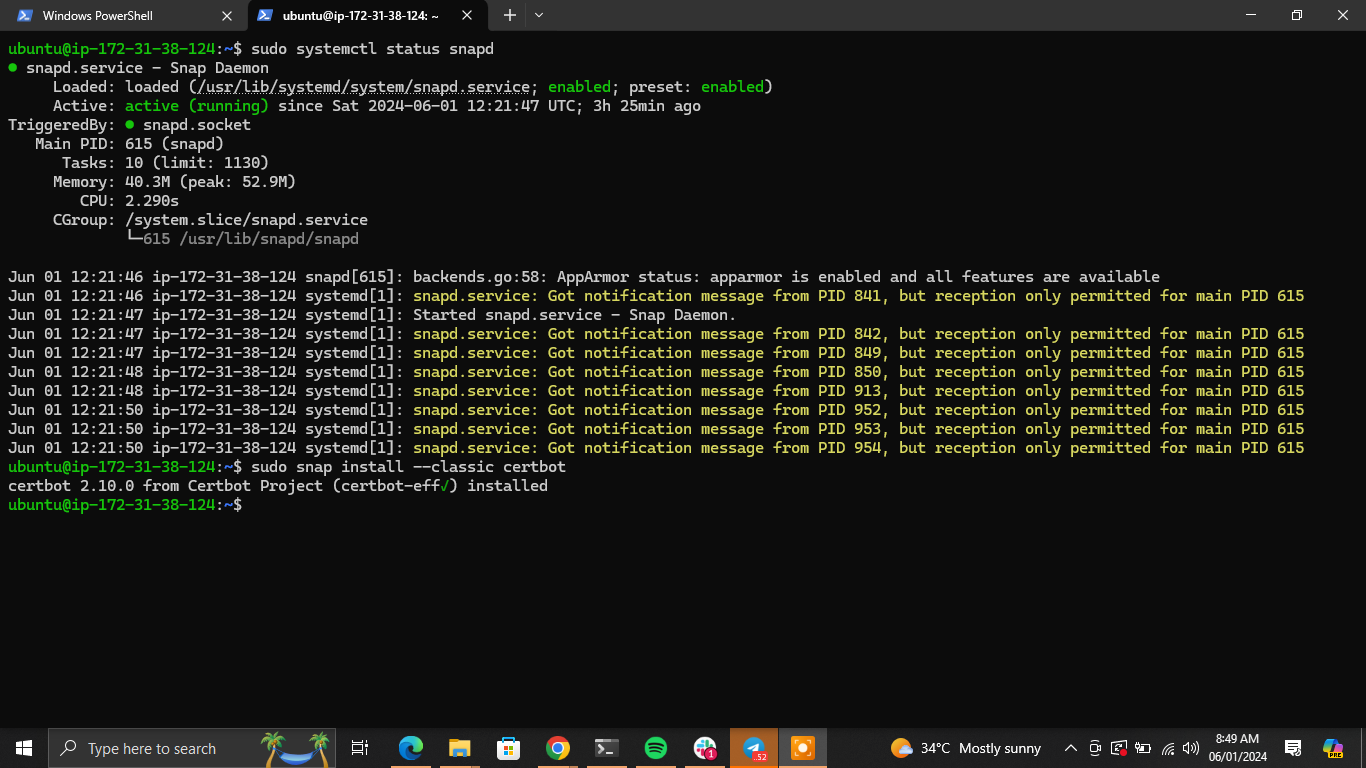 Windows PowerShell
ubuntu@ip-172-31-38-124: ~
ubuntu@ip-172-31-38-124:~$ sudo systemctl status snapd
● snapd.service - Snap Daemon
     Loaded: loaded (/usr/lib/systemd/system/snapd.service; enabled; preset: enabled)
     Active: active (running) since Sat 2024-06-01 12:21:47 UTC; 3h 25min ago
TriggeredBy: ● snapd.socket
   Main PID: 615 (snapd)
      Tasks: 10 (limit: 1130)
     Memory: 40.3M (peak: 52.9M)
        CPU: 2.290s
     CGroup: /system.slice/snapd.service
             └─615 /usr/lib/snapd/snapd
Jun 01 12:21:46 ip-172-31-38-124 snapd[615]: backends.go:58: AppArmor status: apparmor is enabled and all features are available
Jun 01 12:21:46 ip-172-31-38-124 systemd[1]: snapd.service: Got notification message from PID 841, but reception only permitted for main PID 615
Jun 01 12:21:47 ip-172-31-38-124 systemd[1]: Started snapd.service - Snap Daemon.
Jun 01 12:21:47 ip-172-31-38-124 systemd[1]: snapd.service: Got notification message from PID 842, but reception only permitted for main PID 615
Jun 01 12:21:47 ip-172-31-38-124 systemd[1]: snapd.service: Got notification message from PID 849, but reception only permitted for main PID 615
Jun 01 12:21:48 ip-172-31-38-124 systemd[1]: snapd.service: Got notification message from PID 850, but reception only permitted for main PID 615
Jun 01 12:21:48 ip-172-31-38-124 systemd[1]: snapd.service: Got notification message from PID 913, but reception only permitted for main PID 615
Jun 01 12:21:50 ip-172-31-38-124 systemd[1]: snapd.service: Got notification message from PID 952, but reception only permitted for main PID 615
Jun 01 12:21:50 ip-172-31-38-124 systemd[1]: snapd.service: Got notification message from PID 953, but reception only permitted for main PID 615
Jun 01 12:21:50 ip-172-31-38-124 systemd[1]: snapd.service: Got notification message from PID 954, but reception only permitted for main PID 615
ubuntu@ip-172-31-38-124:~$ sudo snap install --classic certbot
certbot 2.10.0 from Certbot Project (certbot-eff✓) installed
ubuntu@ip-172-31-38-124:~$
Type here to search
1
..52
34°C Mostly sunny
8:49 AM
06/01/2024
PRE